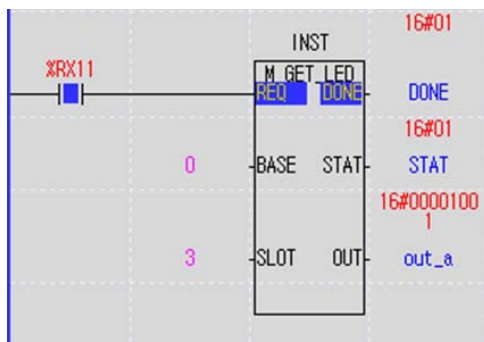 16#01
INST
%RX11
M_GET_LED
REQ DONE DONE
16#01
0 BASE STAT STAT
16#0000100
1
3 SLOT OUT out_a